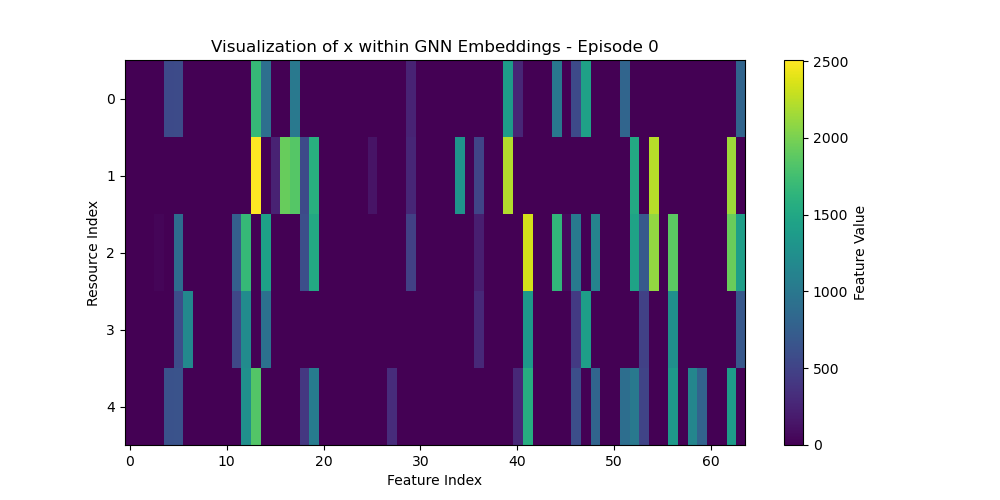 Visualization of x within GNN Embeddings - Episode 0
Resource Index
0
1
2
3
4
0 10 20 30 40 50 60
Feature Index
2500
2000
1500
1000
500
0
Feature Value